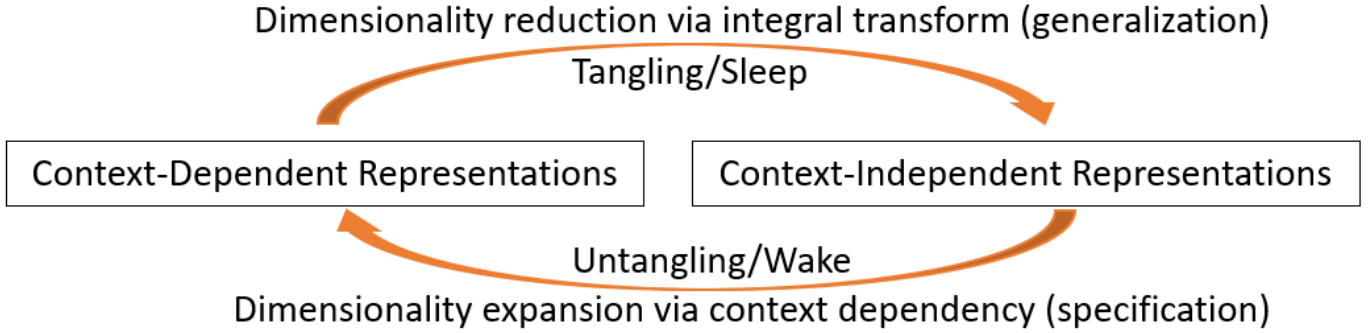 Dimensionality reduction via integral transform (generalization)
Tangling/Sleep
Context-Dependent Representations
Context-Independent Representations
Untangling/Wake
Dimensionality expansion via context dependency (specification)